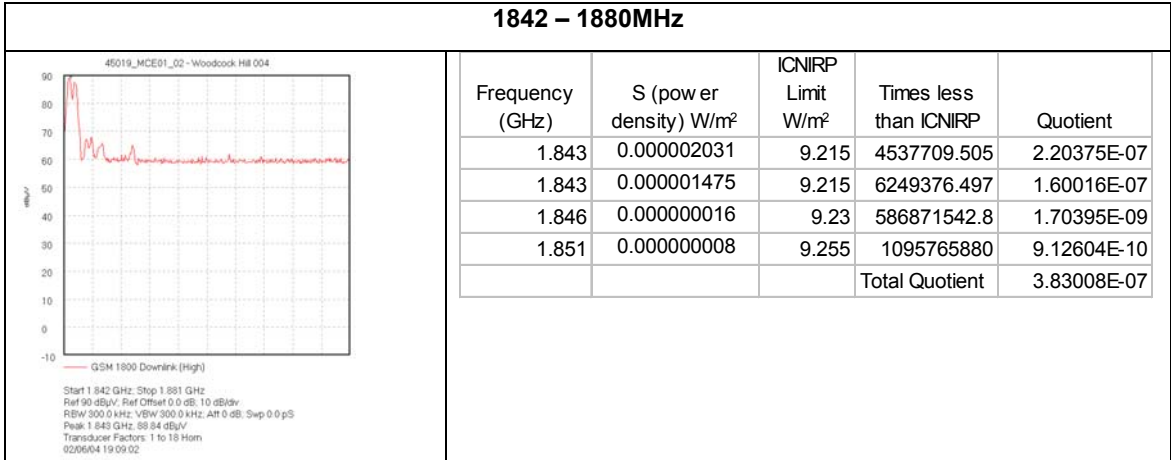 1842 – 1880MHz
45019_MCE01_02 - Woodcock Hill 004
90
80
70
60
50
40
30
20
10
0
-10
dBµV
GSM 1800 Downlink (High)
Start 1.842 GHz; Stop 1.881 GHz
Ref 90 dBµV; Ref Offset 0.0 dB; 10 dB/div
RBW 300.0 kHz; VBW 300.0 kHz; Att 0 dB; Swp 0.0 pS
Peak 1.843 GHz, 88.84 dBµV
Transducer Factors: 1 to 18 Horn
02/06/04 19:09:02
Frequency (GHz) S (pow er density) W/m² ICNIRP Limit W/m² Times less than ICNIRP Quotient
1.843 0.000002031 9.215 4537709.505 2.20375E-07
1.843 0.000001475 9.215 6249376.497 1.60016E-07
1.846 0.000000016 9.23 586871542.8 1.70395E-09
1.851 0.000000008 9.255 1095765880 9.12604E-10
Total Quotient 3.83008E-07